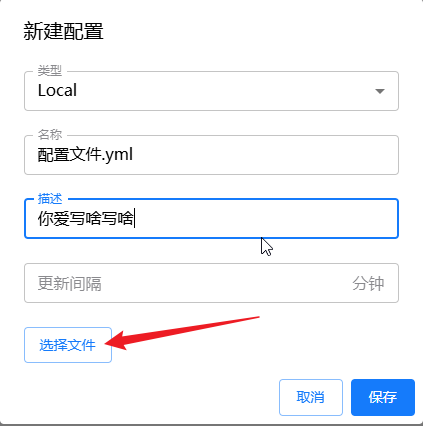 新建配置
类型
Local
名称
配置文件.yml
描述
你爱写啥写啥
更新间隔 分钟
选择文件
取消 保存